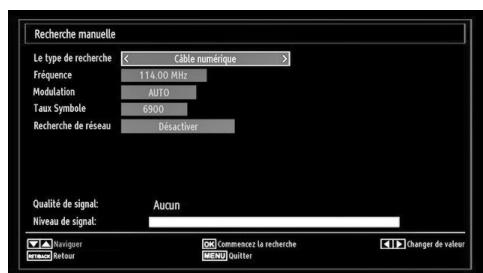 Recherche manuelle
Le type de recherche < Câble numérique >
Fréquence 114.00 MHz
Modulation AUTO
Taux Symbole 6900
Recherche de réseau Désactiver
Qualité de signal: Aucun
Niveau de signal:
Naviguer OK Commencez la recherche Changer de valeur
RET/BACK Retour MENU Quitter